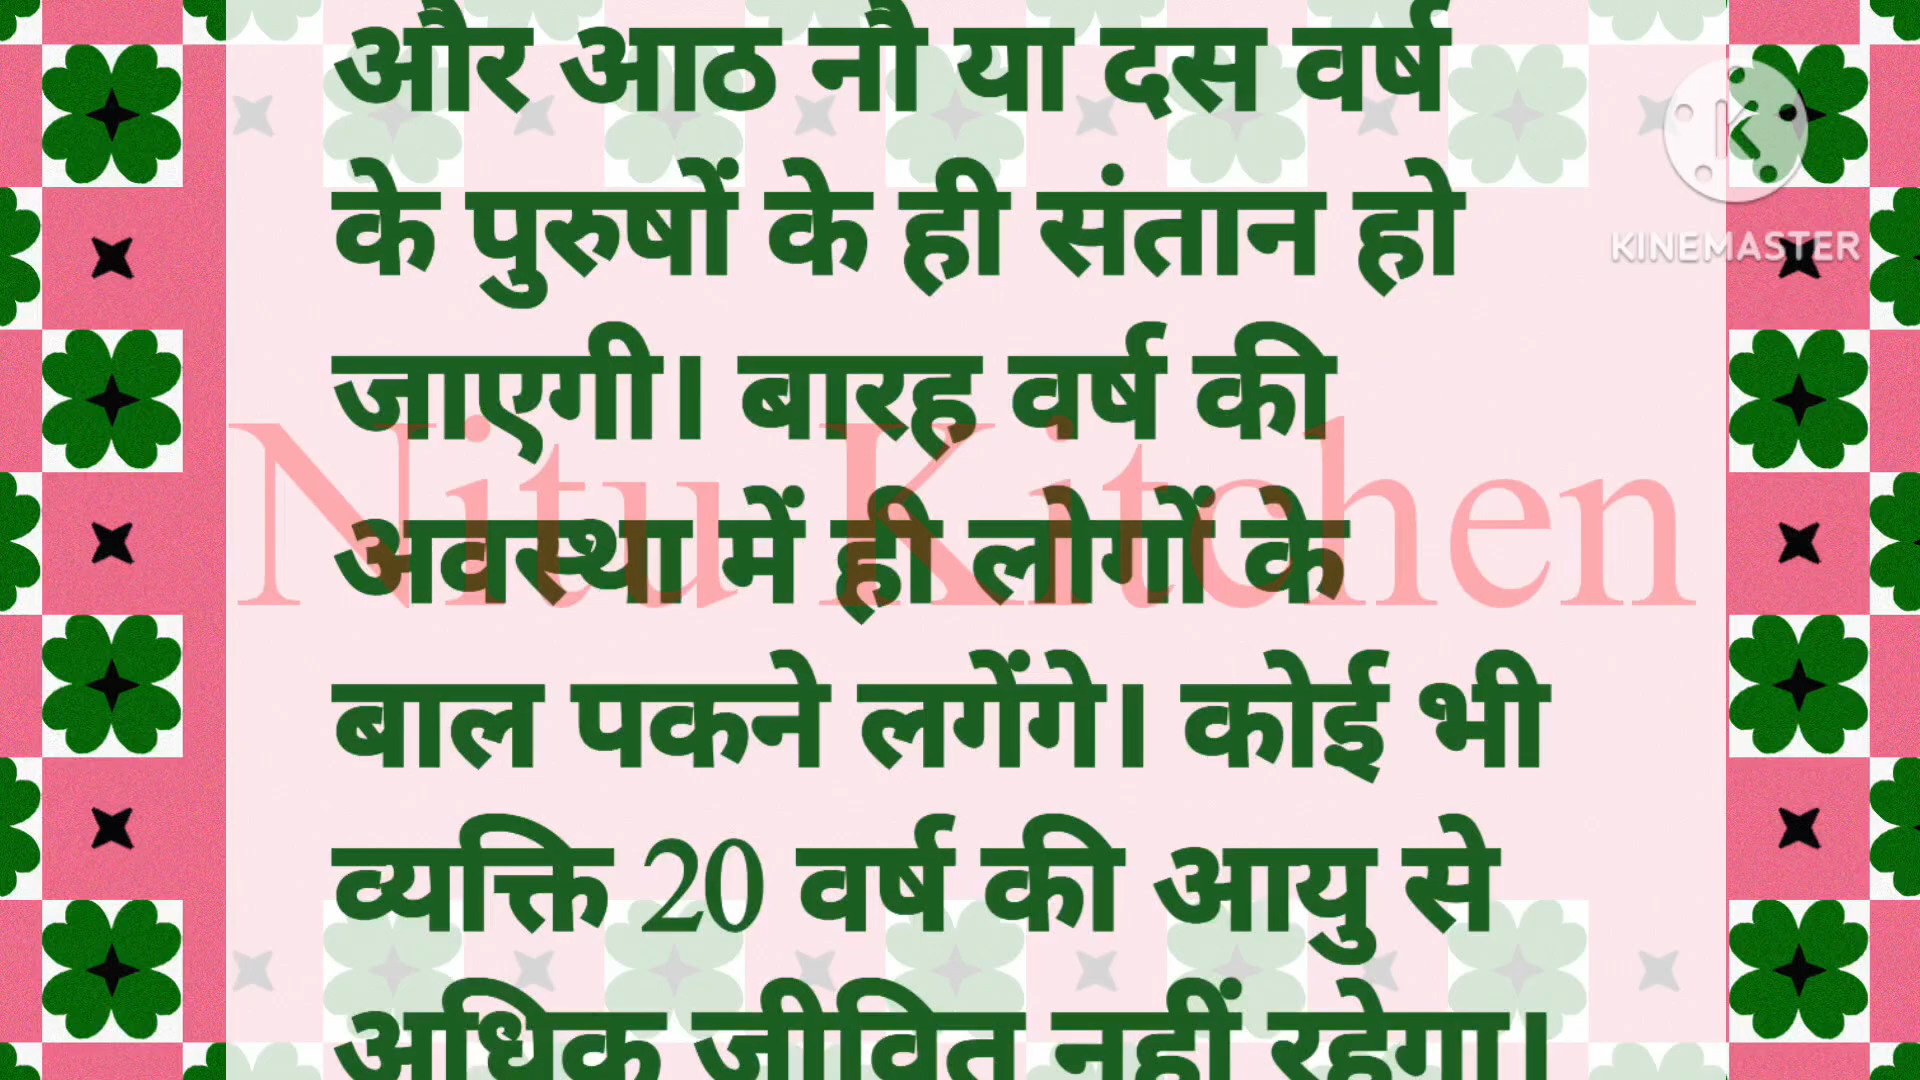 और आठ नौ या दस वर्ष
के पुरुषों के ही संतान हो
KINEMASTER
जाएगी। बारह वर्ष की
Nitu Kitchen
अवस्था में ही लोगों के
बाल पकने लगेंगे। कोई भी
व्यक्ति 20 वर्ष की आयु से
अधिक जीवित नहीं रहेगा।